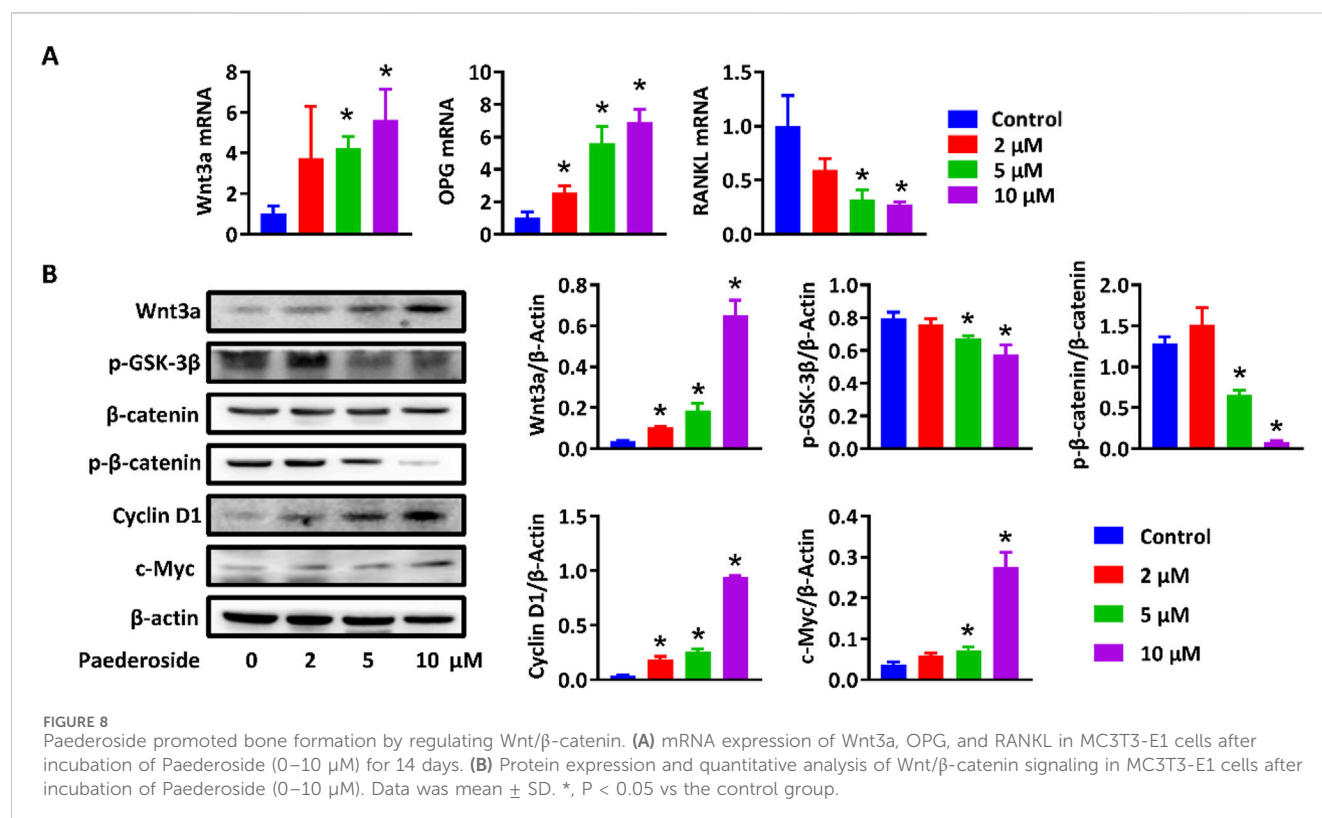 A
Wnt3a mRNA
8
6
4
2
0
*
*
OPG mRNA
10
8
6
4
2
0
*
*
*
RANKL mRNA
1.5
1.0
0.5
0.0
*
*
Control
2 μM
5 μM
10 μM
B
Wnt3a
p-GSK-3β
β-catenin
p-β-catenin
Cyclin D1
c-Myc
β-actin
Paederoside 0 2 5 10 μM
Wnt3a/β-Actin
0.8
0.6
0.4
0.2
0.0
*
*
*
p-GSK-3β/β-Actin
1.0
0.8
0.6
0.4
0.2
0.0
*
*
p-β-catenin/β-catenin
2.0
1.5
1.0
0.5
0.0
*
*
Cyclin D1/β-Actin
1.5
1.0
0.5
0.0
*
*
*
c-Myc/β-Actin
0.4
0.3
0.2
0.1
0.0
*
*
Control
2 μM
5 μM
10 μM
FIGURE 8
Paederoside promoted bone formation by regulating Wnt/β-catenin. (A) mRNA expression of Wnt3a, OPG, and RANKL in MC3T3-E1 cells after
incubation of Paederoside (0–10 μM) for 14 days. (B) Protein expression and quantitative analysis of Wnt/β-catenin signaling in MC3T3-E1 cells after
incubation of Paederoside (0–10 μM). Data was mean ± SD. *, P < 0.05 vs the control group.